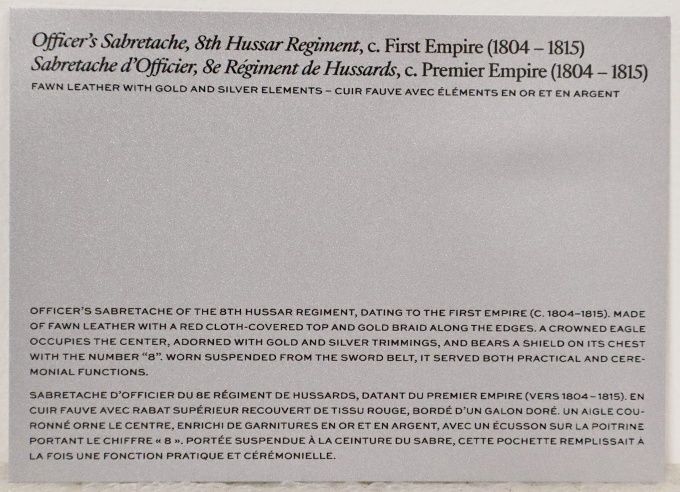 Officer's Sabretache, 8th Hussar Regiment, c. First Empire (1804 – 1815)
Sabretache d'Officier, 8e Régiment de Hussards, c. Premier Empire (1804 – 1815)
FAWN LEATHER WITH GOLD AND SILVER ELEMENTS – CUIR FAUVE AVEC ÉLÉMENTS EN OR ET EN ARGENT
OFFICER'S SABRETACHE OF THE 8TH HUSSAR REGIMENT, DATING TO THE FIRST EMPIRE (C. 1804–1815). MADE
OF FAWN LEATHER WITH A RED CLOTH-COVERED TOP AND GOLD BRAID ALONG THE EDGES. A CROWNED EAGLE
OCCUPIES THE CENTER, ADORNED WITH GOLD AND SILVER TRIMMINGS, AND BEARS A SHIELD ON ITS CHEST
WITH THE NUMBER “8”. WORN SUSPENDED FROM THE SWORD BELT, IT SERVED BOTH PRACTICAL AND CERE-
MONIAL FUNCTIONS.
SABRETACHE D'OFFICIER DU 8E RÉGIMENT DE HUSSARDS, DATANT DU PREMIER EMPIRE (VERS 1804–1815). EN
CUIR FAUVE AVEC RABAT SUPÉRIEUR RECOUVERT DE TISSU ROUGE, BORDÉ D'UN GALON DORÉ. UN AIGLE COU-
RONNÉ ORNE LE CENTRE, ENRICHI DE GARNITURES EN OR ET EN ARGENT, AVEC UN ÉCUSSON SUR LA POITRINE
PORTANT LE CHIFFRE « 8 ». PORTÉE SUSPENDUE À LA CEINTURE DU SABRE, CETTE POCHETTE REMPLISSAIT À
LA FOIS UNE FONCTION PRATIQUE ET CÉRÉMONIELLE.